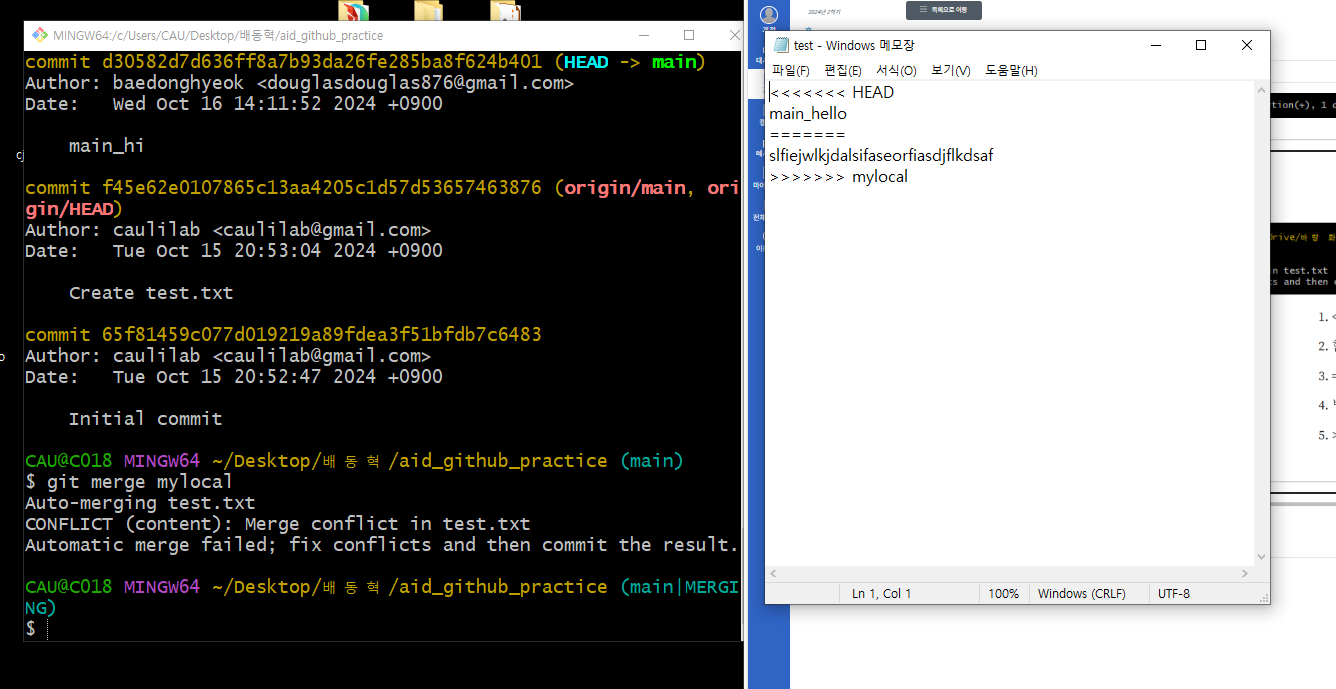 MINGW64:/c/Users/CAU/Desktop/배동혁/aid_github_practice
commit d30582d7d636ff8a7b93da26fe285ba8f624b401 (HEAD -> main)
Author: baedonghyeok <douglasdouglas876@gmail.com>
Date:   Wed Oct 16 14:11:52 2024 +0900
main_hi
commit f45e62e0107865c13aa4205c1d57d53657463876 (origin/main, ori
gin/HEAD)
Author: caulilab <caulilab@gmail.com>
Date:   Tue Oct 15 20:53:04 2024 +0900
Create test.txt
commit 65f81459c077d019219a89fdea3f51bfdb7c6483
Author: caulilab <caulilab@gmail.com>
Date:   Tue Oct 15 20:52:47 2024 +0900
Initial commit
CAU@C018 MINGW64 ~/Desktop/배동혁/aid_github_practice (main)
$ git merge mylocal
Auto-merging test.txt
CONFLICT (content): Merge conflict in test.txt
Automatic merge failed; fix conflicts and then commit the result.
CAU@C018 MINGW64 ~/Desktop/배동혁/aid_github_practice (main|MERGI
NG)
$
cj
2024년 2학기
목록으로 이동
test - Windows 메모장
파일(F) 편집(E) 서식(O) 보기(V) 도움말(H)
<<<<<<< HEAD
main_hello
=======
slfiejwlkjdalsifaseorfiasdjflkdsaf
>>>>>>> mylocal
Ln 1, Col 1 100% Windows (CRLF) UTF-8
tion(+), 1
n test.txt
s and then
1. <
2.
3. =
4.
5. >